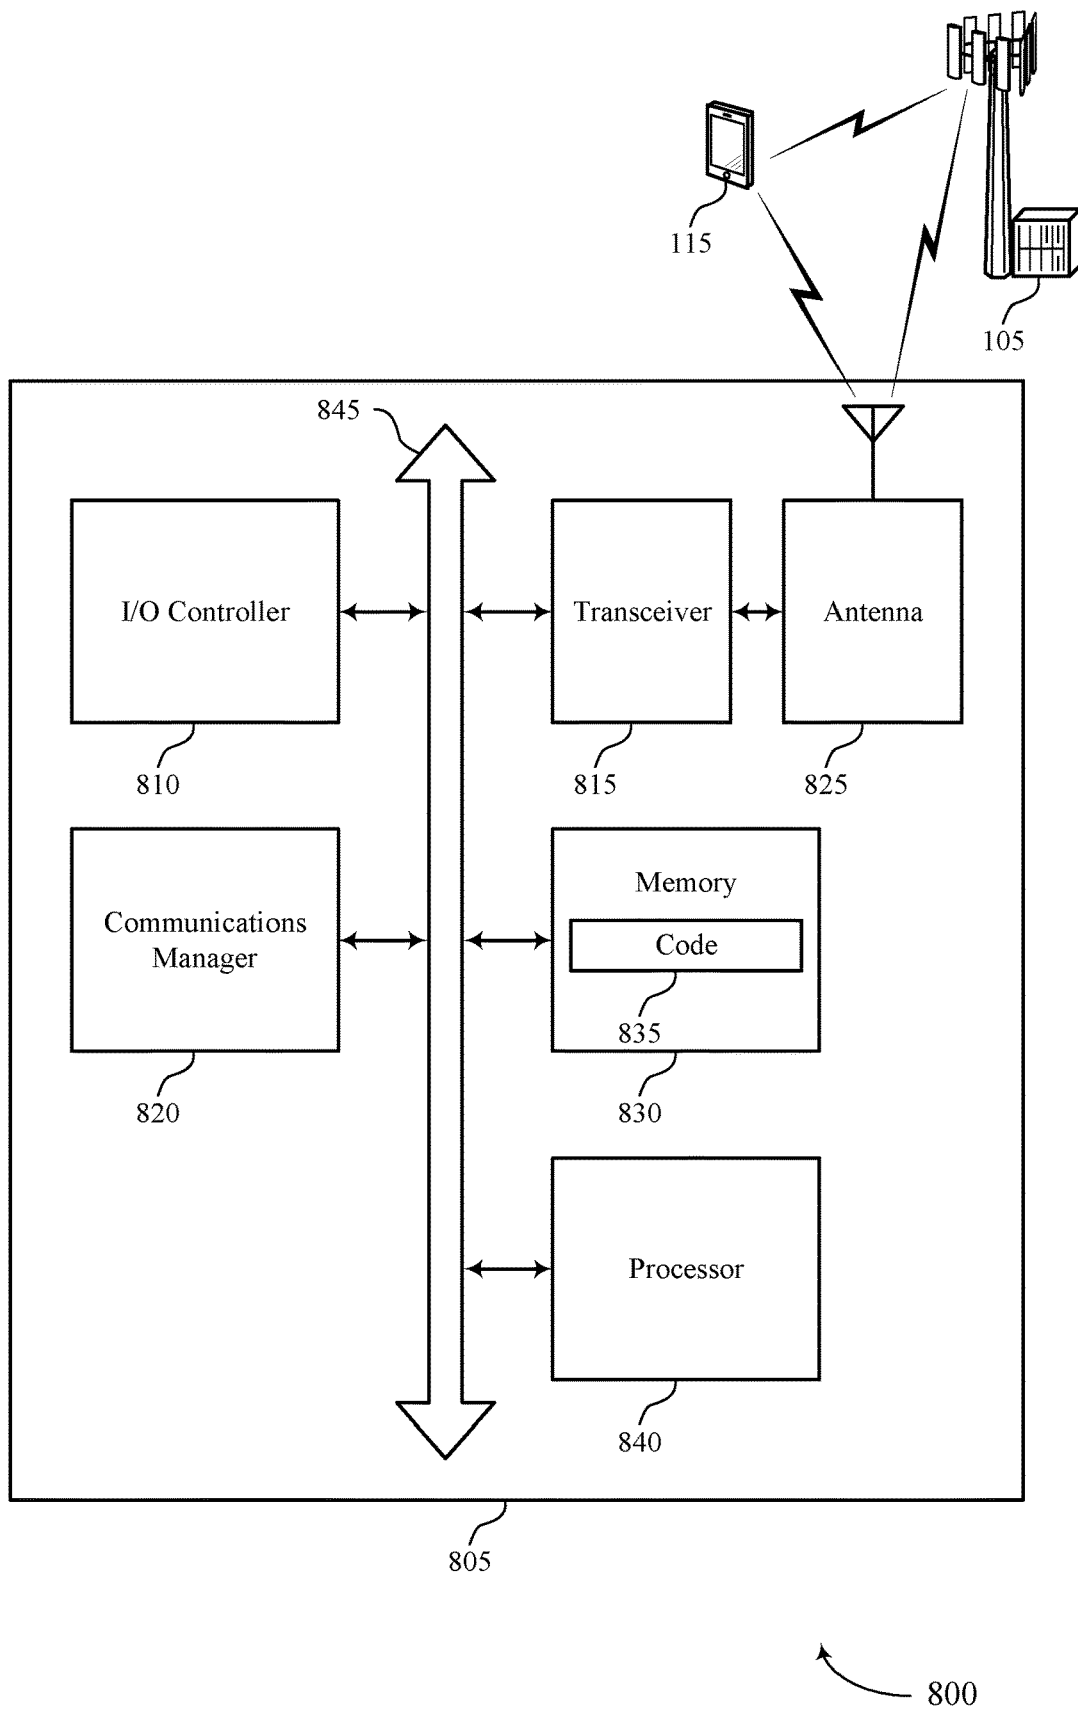 115
105
845
I/O Controller
Transceiver
Antenna
810
815
825
Communications
Manager
Memory
Code
835
820
830
Processor
840
805
800